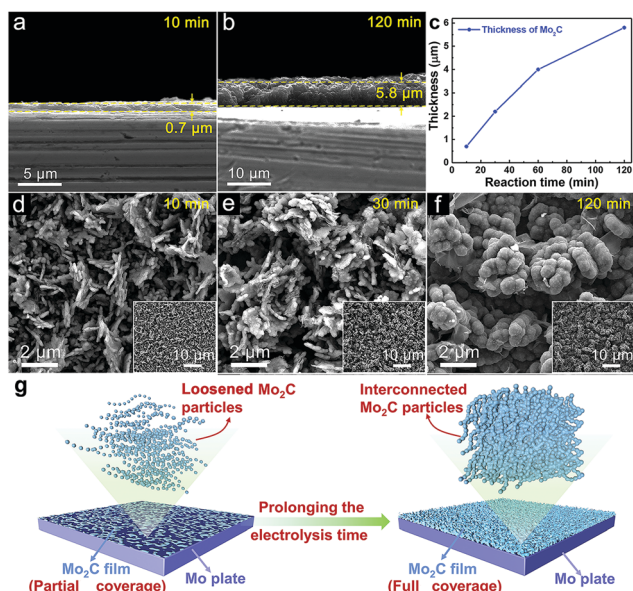 a
10 min
0.7 μm
5 μm
b
120 min
5.8 μm
10 μm
c
Thickness of Mo₂C
Thickness (μm)
6
5
4
3
2
1
0
0
20
40
60
80
100
120
Reaction time (min)
d
10 min
2 μm
10 μm
e
30 min
2 μm
10 μm
f
120 min
2 μm
10 μm
g
Loosened Mo₂C
particles
Interconnected
Mo₂C particles
Prolonging the
electrolysis time
Mo₂C film
(Partial coverage)
Mo plate
Mo₂C film
(Full coverage)
Mo plate